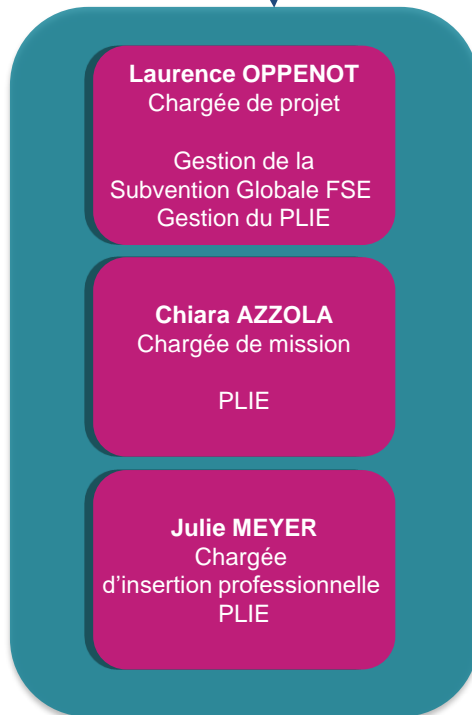 Laurence OPPENOT
Chargée de projet
Gestion de la
Subvention Globale FSE
Gestion du PLIE
Chiara AZZOLA
Chargée de mission
PLIE
Julie MEYER
Chargée
d’insertion professionnelle
PLIE